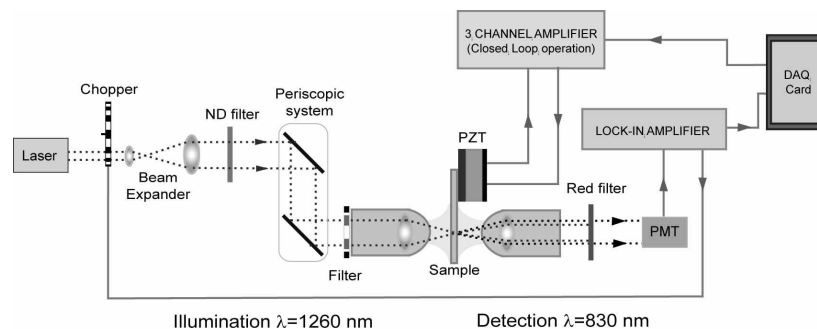 3 CHANNEL AMPLIFIER
(Closed Loop operation)
DAQ
Card
Chopper
Periscopic
system
ND filter
LOCK-IN AMPLIFIER
PZT
Laser
Beam
Expander
Red filter
PMT
Filter
Sample
Illumination λ=1260 nm
Detection λ=830 nm